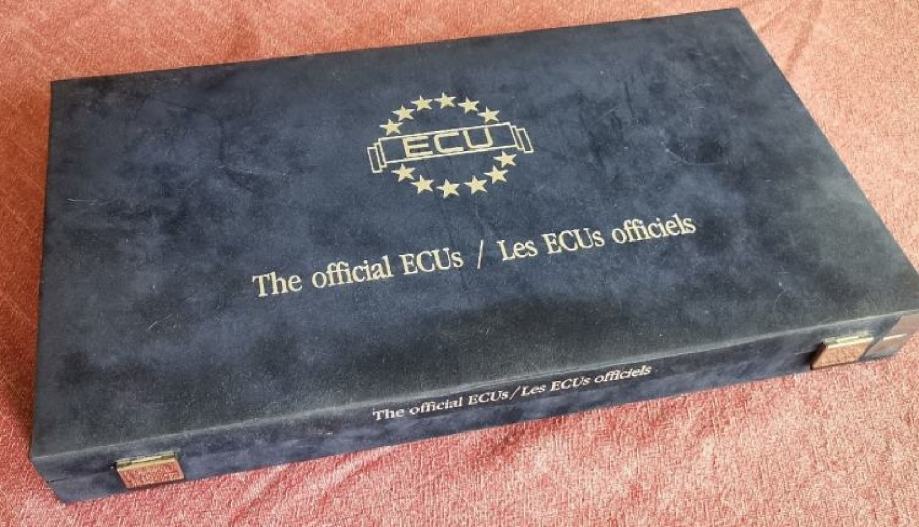 ECU
The official ECUs / Les ECUs officiels
The official ECUs/Les ECUs officiels